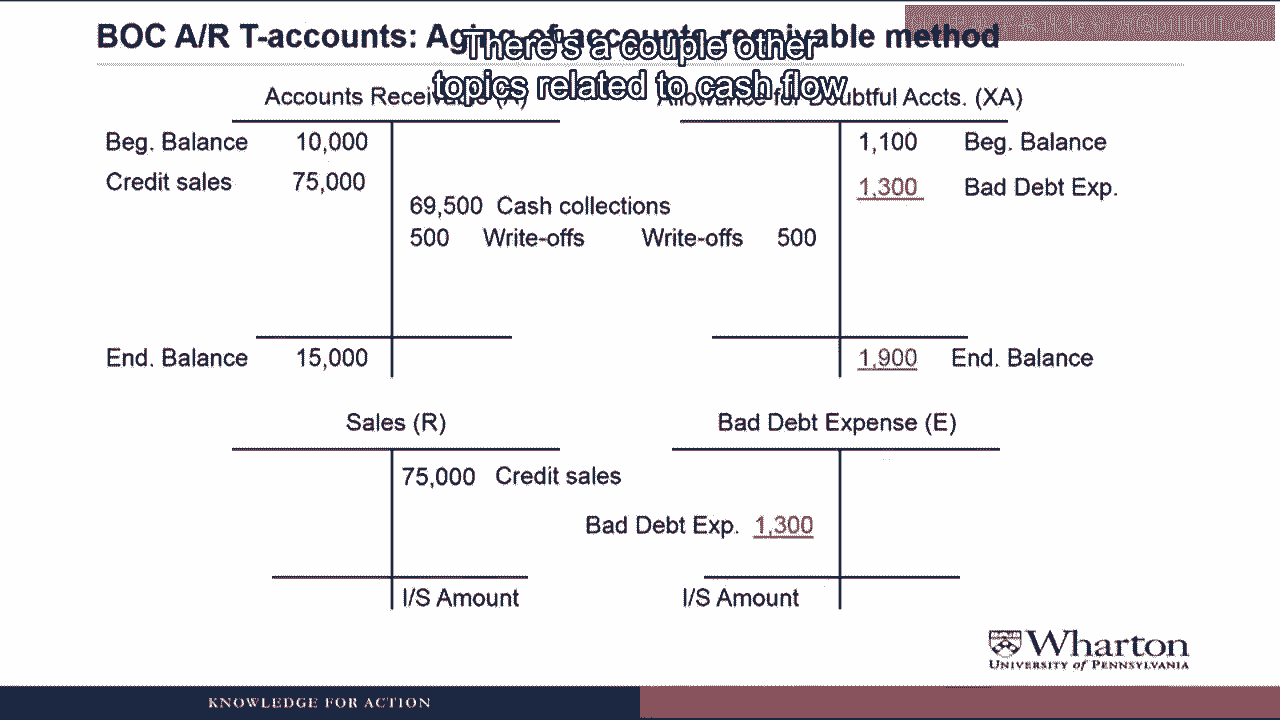 BOC A/R T-accounts: Aging of accounts receivable method
There's a couple other
topics related to cash flow
Accounts Receivable (A) Allowance for Doubtful Accts. (XA)
Beg. Balance 10,000 1,100 Beg. Balance
Credit sales 75,000 1,300 Bad Debt Exp.
69,500 Cash collections
500 Write-offs Write-offs 500
End. Balance 15,000 1,900 End. Balance
Sales (R) Bad Debt Expense (E)
75,000 Credit sales
Bad Debt Exp. 1,300
I/S Amount I/S Amount
Wharton
UNIVERSITY of PENNSYLVANIA
KNOWLEDGE FOR ACTION